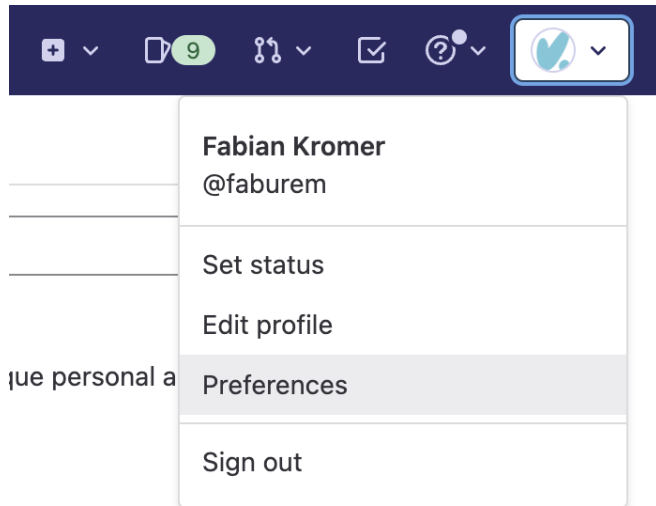 9
Fabian Kromer
@faburem
Set status
Edit profile
que personal a
Preferences
Sign out